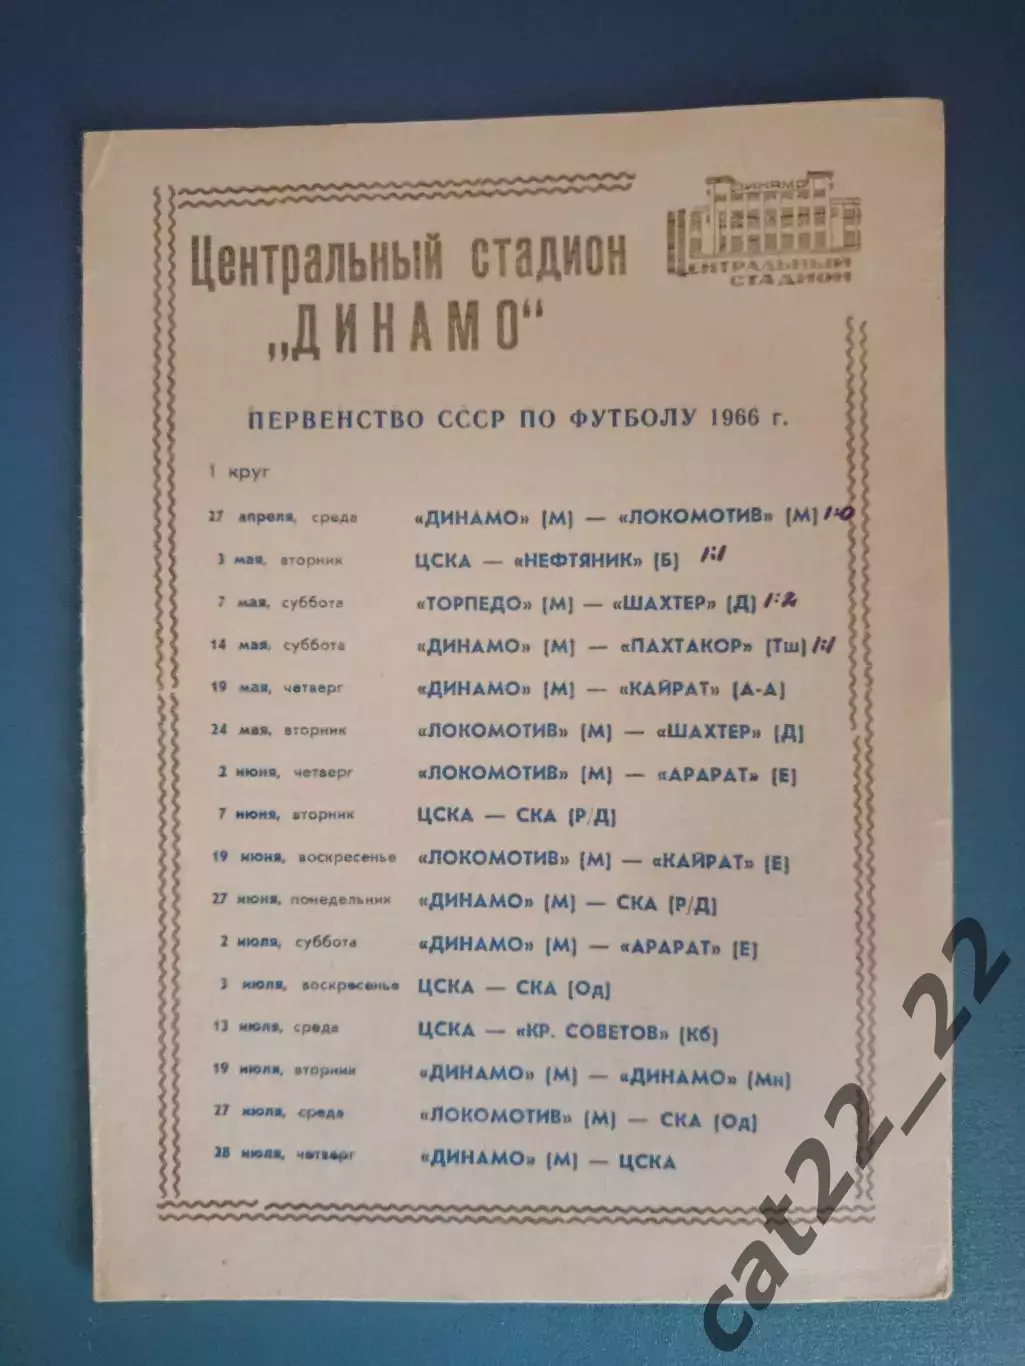 Центральный стадион
„ДИНАМО“
ДИНАМО
ЦЕНТРАЛЬНЫЙ
СТАДИОН
ПЕРВЕНСТВО СССР ПО ФУТБОЛУ 1966 г.
1 круг
27 апреля, среда «ДИНАМО» (М) — «ЛОКОМОТИВ» (М) 1:0
3 мая, вторник ЦСКА — «НЕФТЯНИК» (Б) 1:1
7 мая, суббота «ТОРПЕДО» (М) — «ШАХТЕР» (Д) 1:2
14 мая, суббота «ДИНАМО» (М) — «ПАХТАКОР» (Тш) 1:1
19 мая, четверг «ДИНАМО» (М) — «КАЙРАТ» (А-А)
24 мая, вторник «ЛОКОМОТИВ» (М) — «ШАХТЕР» (Д)
2 июня, четверг «ЛОКОМОТИВ» (М) — «АРАРАТ» (Е)
7 июня, вторник ЦСКА — СКА (Р/Д)
19 июня, воскресенье «ЛОКОМОТИВ» (М) — «КАЙРАТ» (Е)
27 июня, понедельник «ДИНАМО» (М) — СКА (Р/Д)
2 июля, суббота «ДИНАМО» (М) — «АРАРАТ» (Е)
3 июля, воскресенье ЦСКА — СКА (Од)
13 июля, среда ЦСКА — «КР. СОВЕТОВ» (Кб)
19 июля, вторник «ДИНАМО» (М) — «ДИНАМО» (Мн)
27 июля, среда «ЛОКОМОТИВ» (М) — СКА (Од)
28 июля, четверг «ДИНАМО» (М) — ЦСКА
cat22_22